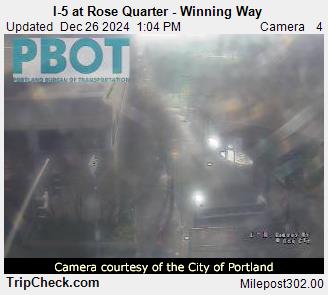 I-5 at Rose Quarter - Winning Way
Updated Dec 26 2024 1:04 PM Camera 4
PBOT
PORTLAND BUREAU OF TRANSPORTATION
Camera courtesy of the City of Portland
TripCheck.com Milepost302.00